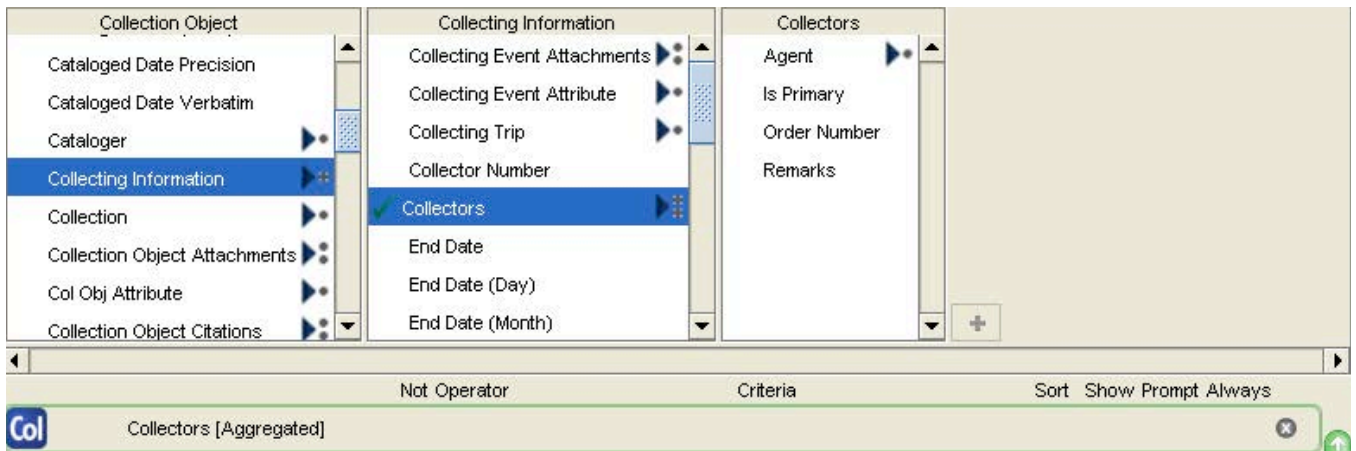 Collection Object
Cataloged Date Precision
Cataloged Date Verbatim
Cataloger
Collecting Information
Collection
Collection Object Attachments
Col Obj Attribute
Collection Object Citations
Collecting Information
Collecting Event Attachments
Collecting Event Attribute
Collecting Trip
Collector Number
Collectors
End Date
End Date (Day)
End Date (Month)
Collectors
Agent
Is Primary
Order Number
Remarks
Not Operator Criteria Sort Show Prompt Always
Col Collectors [Aggregated]